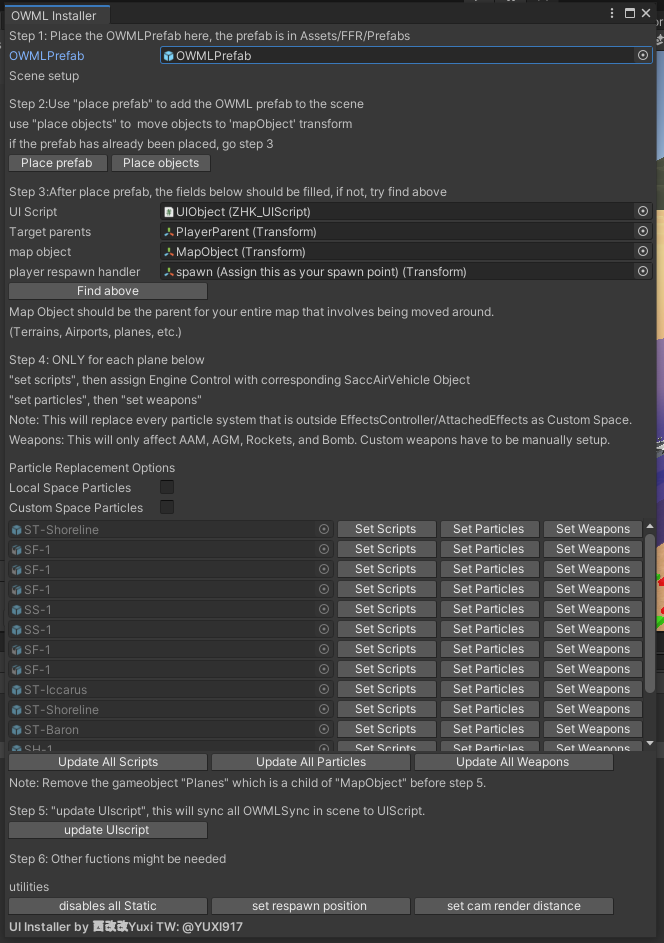 OWML Installer
Step 1: Place the OWMLPrefab here, the prefab is in Assets/FFR/Prefabs
OWMLPrefab OWMLPrefab
Scene setup
Step 2:Use "place prefab" to add the OWML prefab to the scene
use "place objects" to move objects to 'mapObject' transform
if the prefab has already been placed, go step 3
Place prefab Place objects
Step 3:After place prefab, the fields below should be filled, if not, try find above
UI Script UIObject (ZHK_UIScript)
Target parents PlayerParent (Transform)
map object MapObject (Transform)
player respawn handler spawn (Assign this as your spawn point) (Transform)
Find above
Map Object should be the parent for your entire map that involves being moved around.
(Terrains, Airports, planes, etc.)
Step 4: ONLY for each plane below
"set scripts", then assign Engine Control with corresponding SaccAirVehicle Object
"set particles", then "set weapons"
Note: This will replace every particle system that is outside EffectsController/AttachedEffects as Custom Space.
Weapons: This will only affect AAM, AGM, Rockets, and Bomb. Custom weapons have to be manually setup.
Particle Replacement Options
Local Space Particles
Custom Space Particles
ST-Shoreline Set Scripts Set Particles Set Weapons
SF-1 Set Scripts Set Particles Set Weapons
SF-1 Set Scripts Set Particles Set Weapons
SF-1 Set Scripts Set Particles Set Weapons
SS-1 Set Scripts Set Particles Set Weapons
SS-1 Set Scripts Set Particles Set Weapons
SF-1 Set Scripts Set Particles Set Weapons
SF-1 Set Scripts Set Particles Set Weapons
ST-Iccarus Set Scripts Set Particles Set Weapons
ST-Shoreline Set Scripts Set Particles Set Weapons
ST-Baron Set Scripts Set Particles Set Weapons
SH-1 Set Scripts Set Particles Set Weapons
Update All Scripts Update All Particles Update All Weapons
Note: Remove the gameobject "Planes" which is a child of "MapObject" before step 5.
Step 5: "update UIscript", this will sync all OWMLSync in scene to UIScript.
update UIscript
Step 6: Other fuctions might be needed
utilities
disables all Static set respawn position set cam render distance
UI Installer by 改改Yuxi TW: @YUXI917